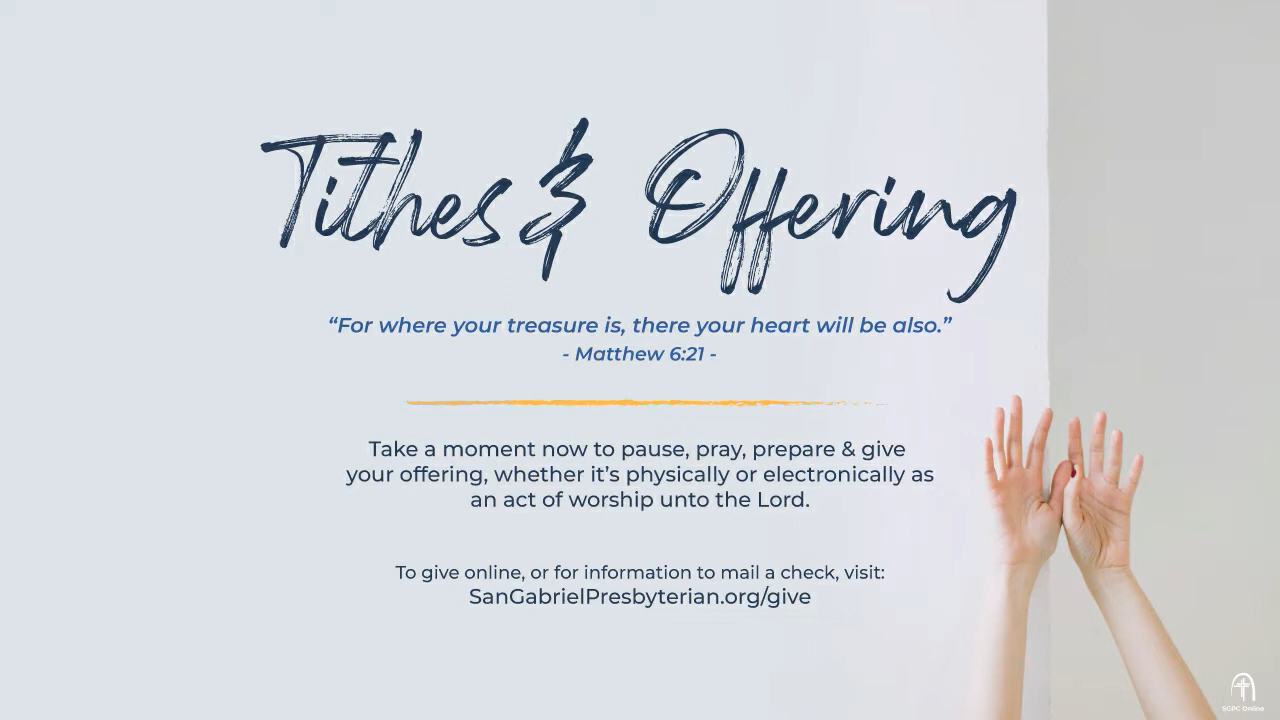 Tithes & Offering
“For where your treasure is, there your heart will be also.”
- Matthew 6:21 -
Take a moment now to pause, pray, prepare & give
your offering, whether it’s physically or electronically as
an act of worship unto the Lord.
To give online, or for information to mail a check, visit:
SanGabrielPresbyterian.org/give
SGPC Online